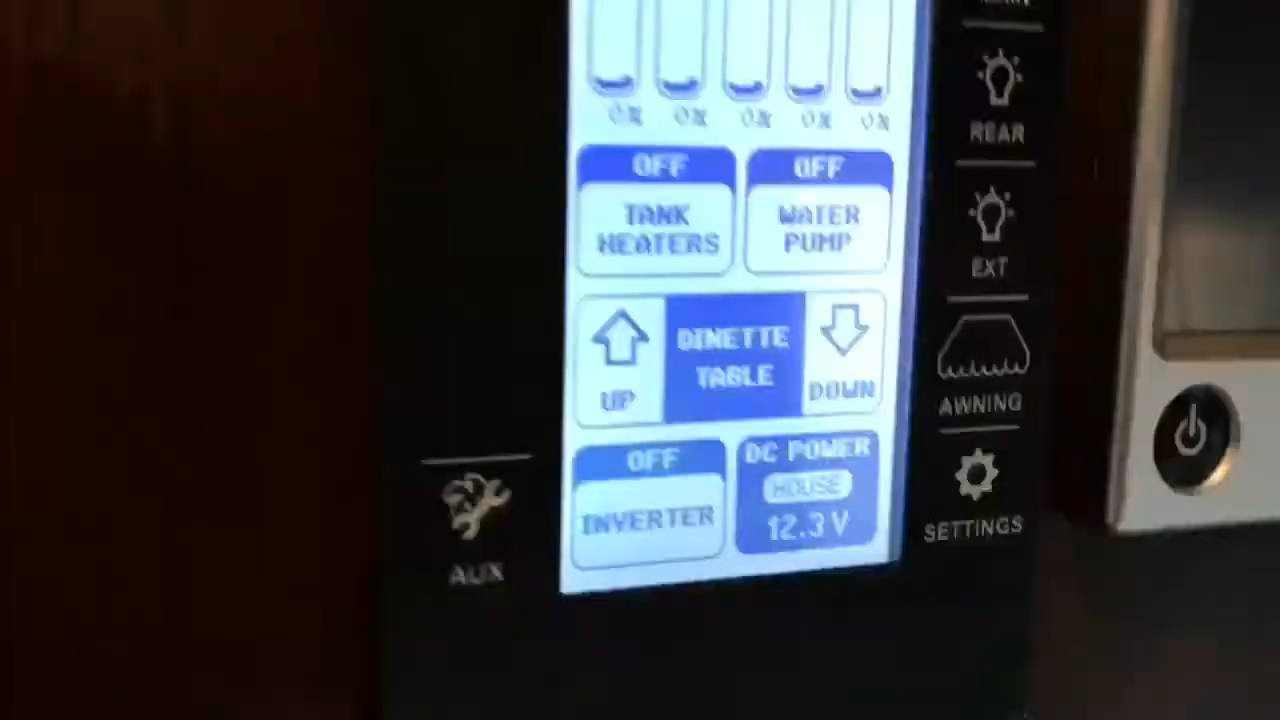 0% 0% 0% 0% 0%
REAR
OFF OFF
TANK HEATERS
WATER PUMP
EXT
UP
DINETTE TABLE
DOWN
AWNING
OFF
INVERTER
DC POWER
HOUSE
12.3 V
SETTINGS
AUX